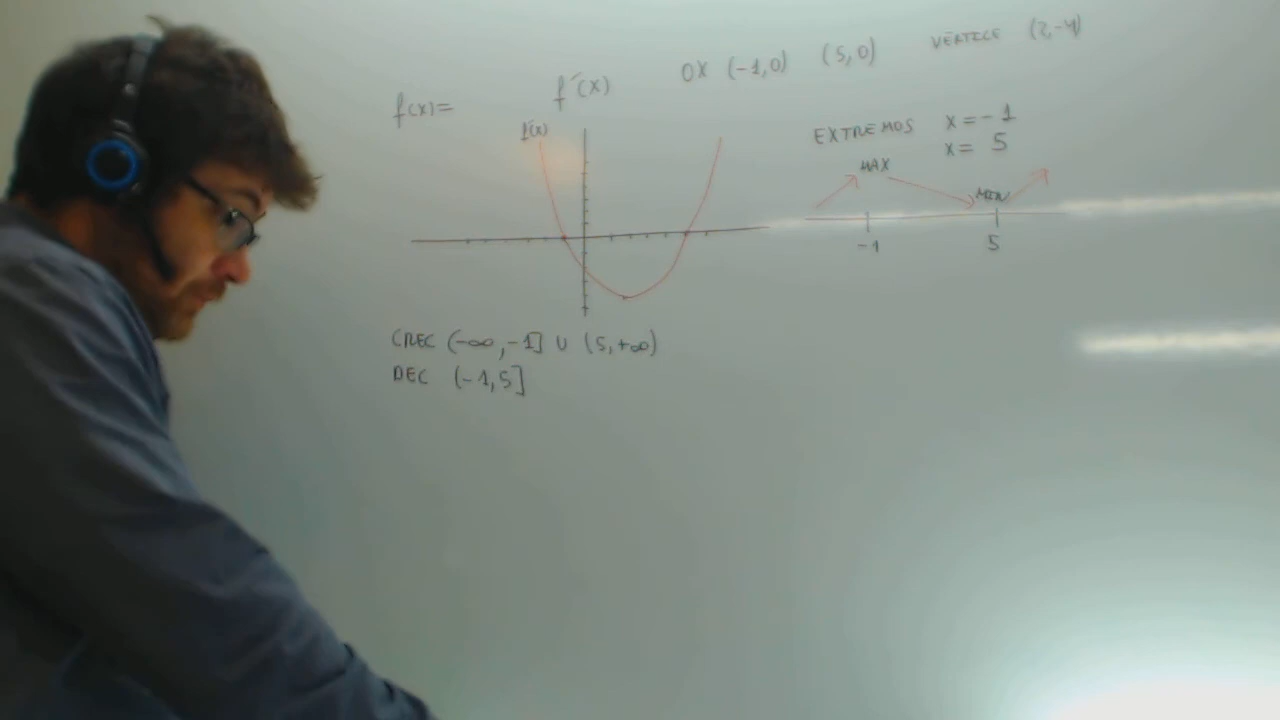 f(x)=
f´(x)
OX (-1,0) (5,0)
VERTICE (2,-4)
f´(x)
EXTREMOS x=-1
x= 5
MAX
MIN
-1
5
CREC (-∞,-1] U (5,+∞)
DEC (-1,5]